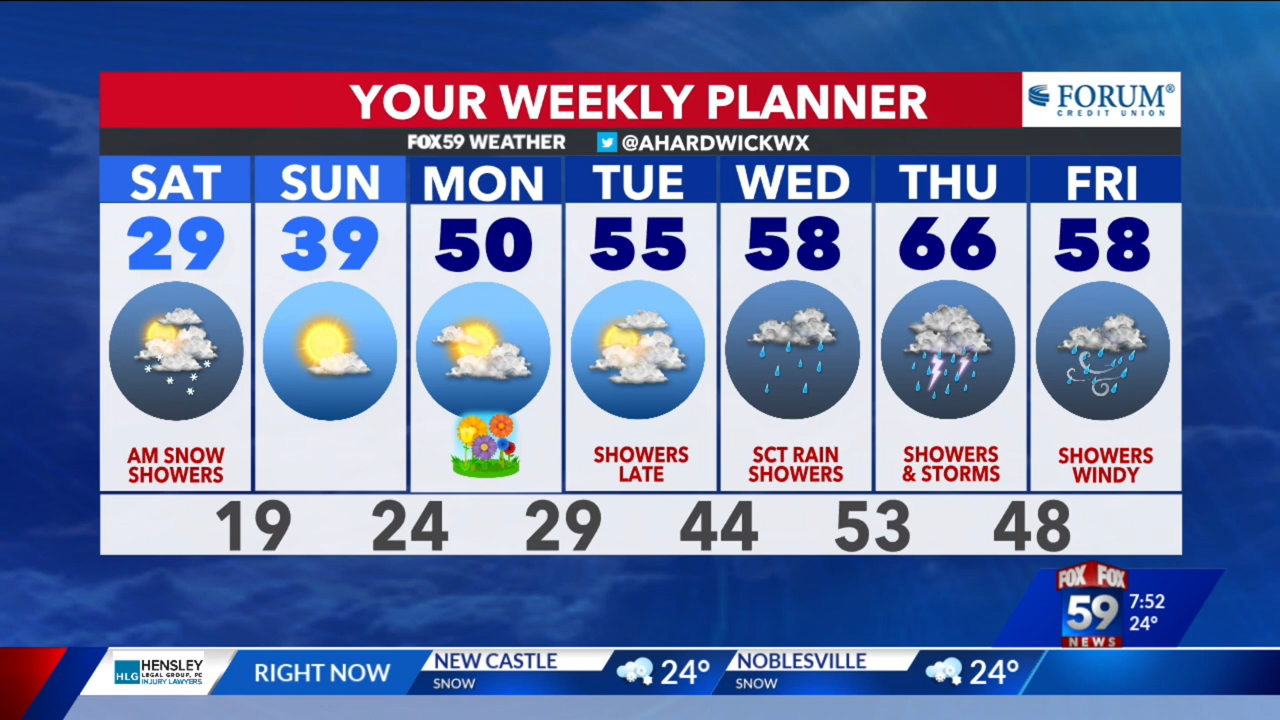 YOUR WEEKLY PLANNER
FORUM®
CREDIT UNION
FOX59 WEATHER @AHARDWICKWX
SAT SUN MON TUE WED THU FRI
29 39 50 55 58 66 58
AM SNOW
SHOWERS
SHOWERS
LATE
SCT RAIN
SHOWERS
SHOWERS
& STORMS
SHOWERS
WINDY
19 24 29 44 53 48
FOX FOX
59
NEWS
7:52
24°
HLG
HENSLEY
LEGAL GROUP, PC
INJURY LAWYERS
RIGHT NOW
NEW CASTLE
SNOW
24°
NOBLESVILLE
SNOW
24°